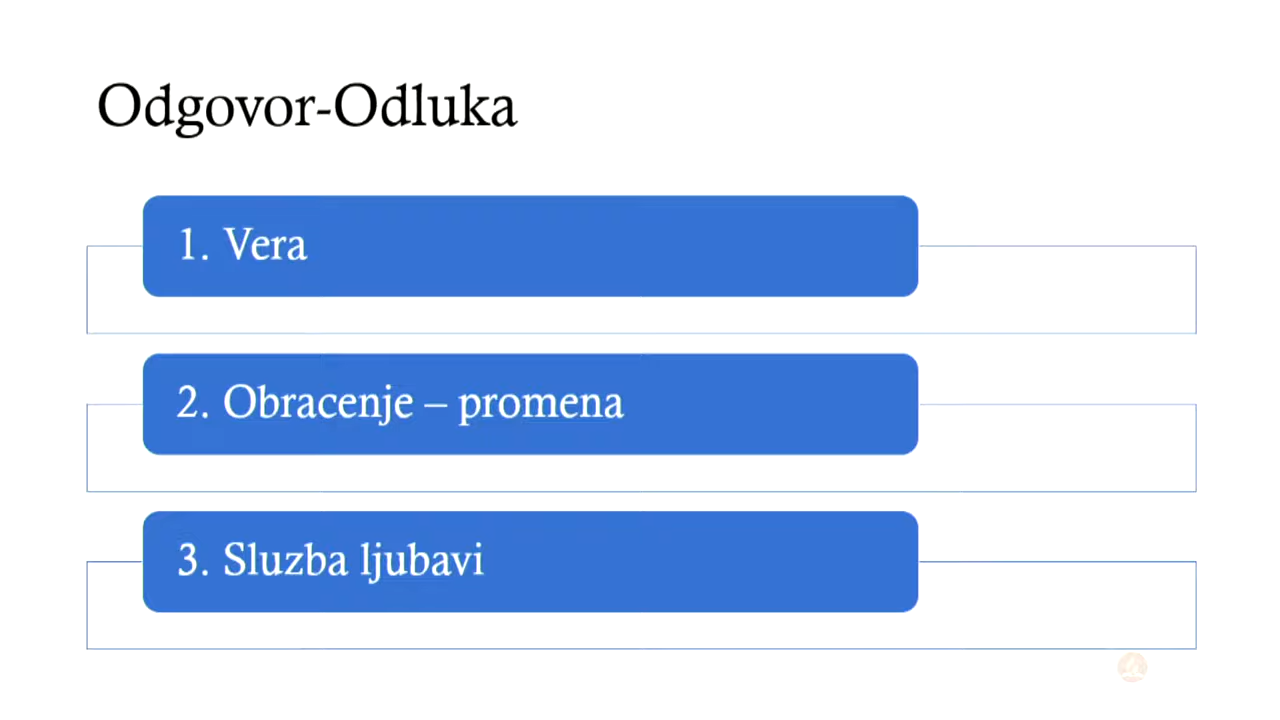 Odgovor-Odluka
1. Vera
2. Obracenje – promena
3. Sluzba ljubavi